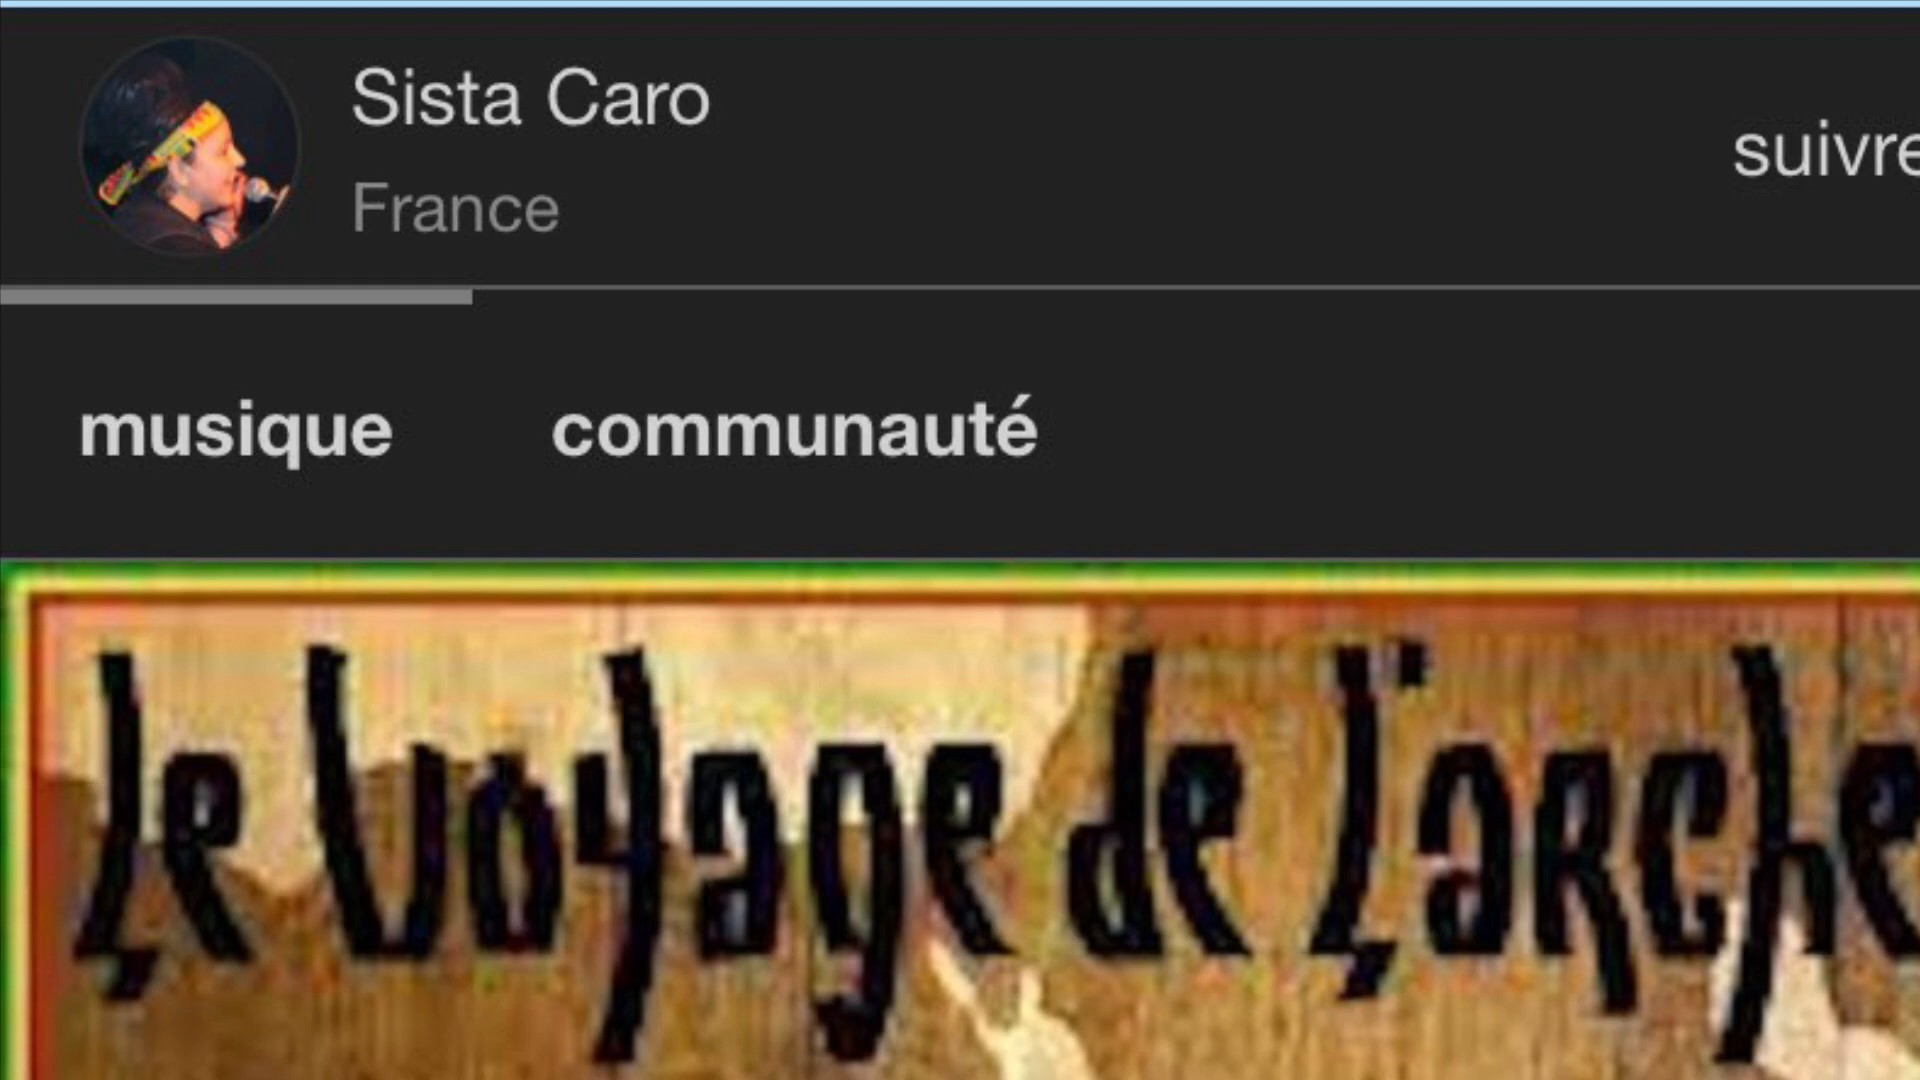 Sista Caro
France
suivre
musique
communauté
Le Voyage de L'arche